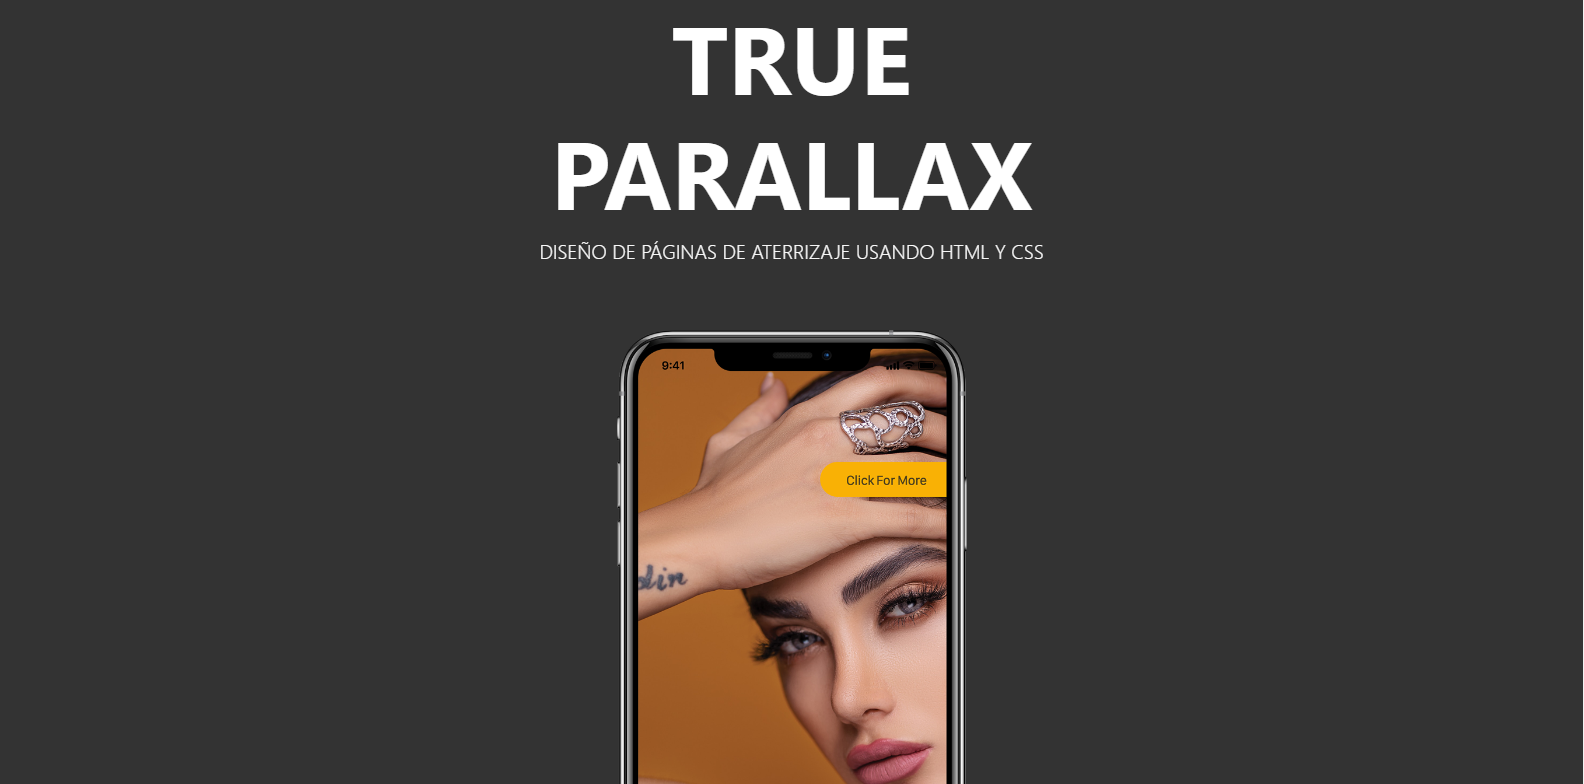 TRUE
PARALLAX
DISEÑO DE PÁGINAS DE ATERRIZAJE USANDO HTML Y CSS
9:41
Click For More